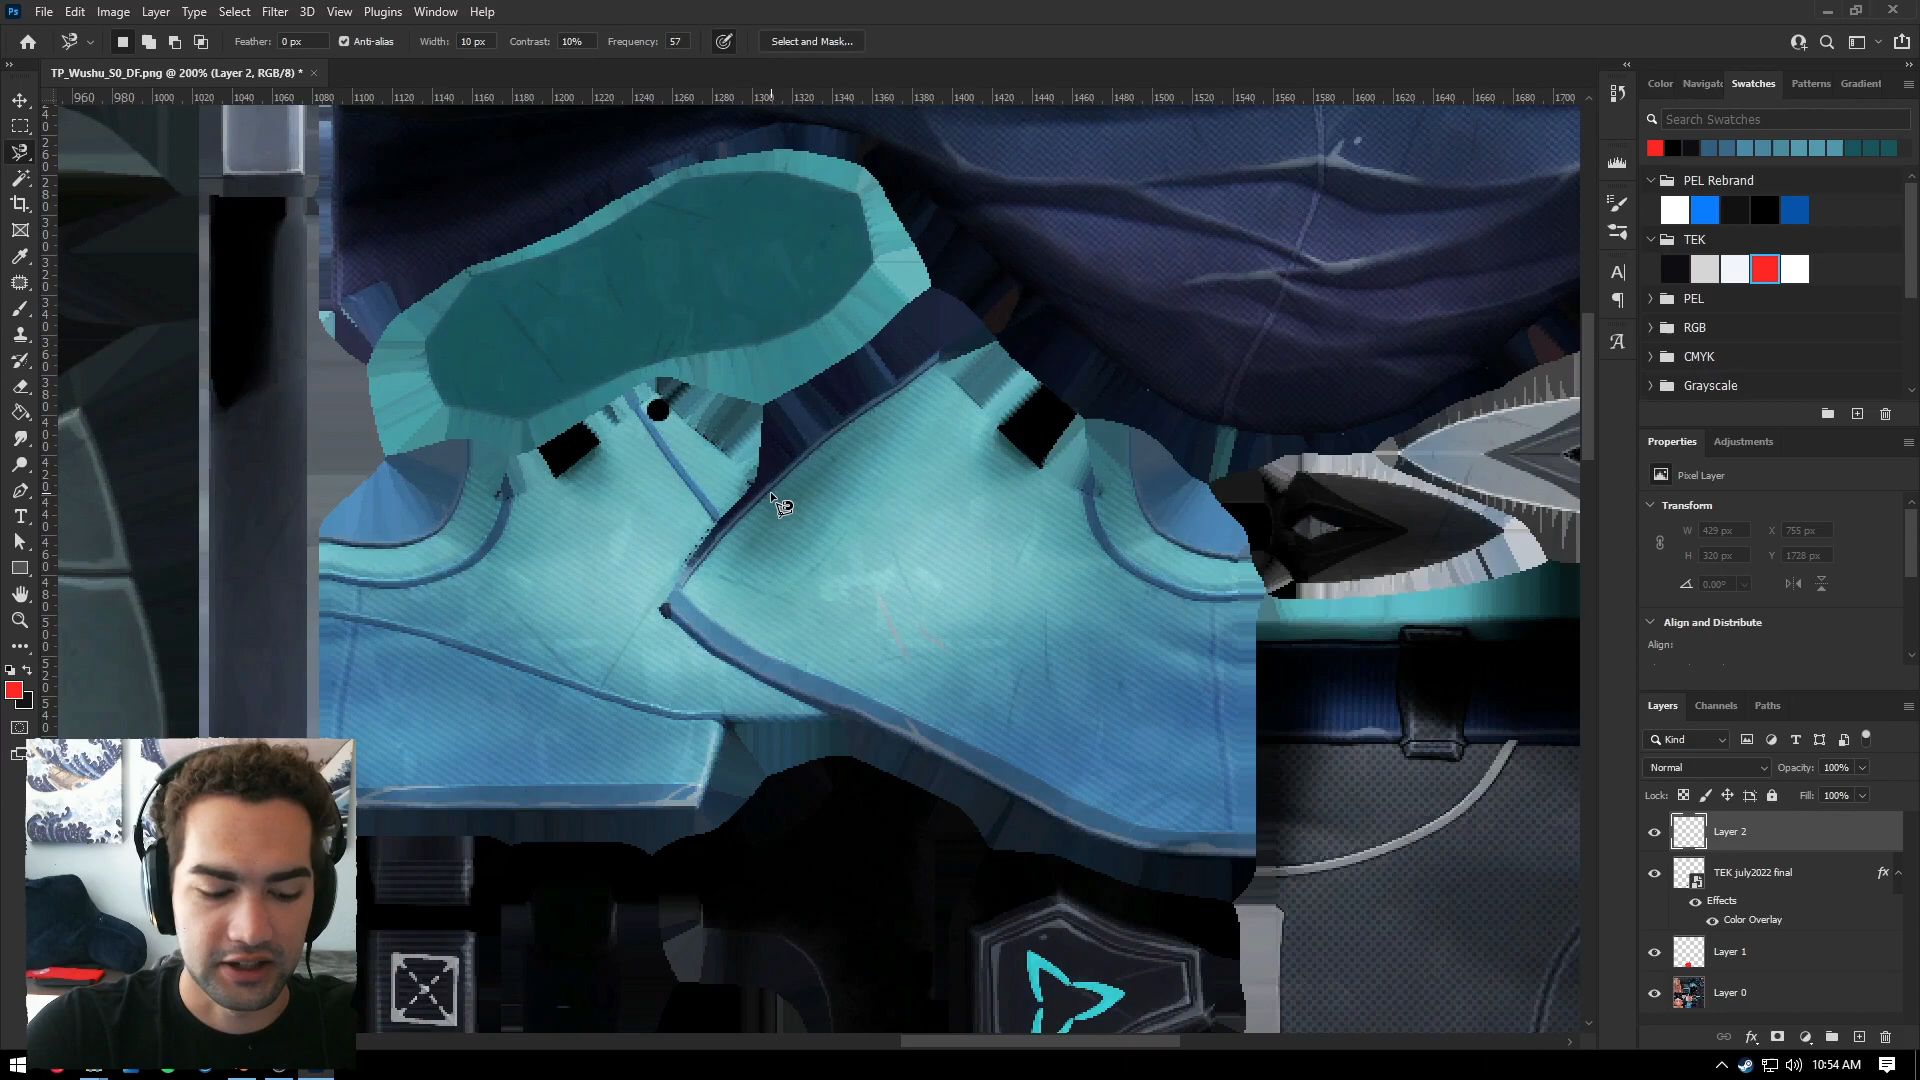 Ps File Edit Image Layer Type Select Filter 3D View Plugins Window Help
Feather: 0 px Anti-alias Width: 10 px Contrast: 10% Frequency: 57 Select and Mask...
TP_Wushu_S0_DF.png @ 200% (Layer 2, RGB/8) *
960 980 1000 1020 1040 1060 1080 1100 1120 1140 1160 1180 1200 1220 1240 1260 1280 1300 1320 1340 1360 1380 1400 1420 1440 1460 1480 1500 1520 1540 1560 1580 1600 1620 1640 1660 1680 1700
Color Navigato Swatches Patterns Gradient
Search Swatches
PEL Rebrand
TEK
PEL
RGB
CMYK
Grayscale
Properties Adjustments
Pixel Layer
Transform
W 429 px X 755 px
H 320 px Y 1728 px
0.00°
Align and Distribute
Align:
Layers Channels Paths
Kind
Normal Opacity: 100%
Lock: Fill: 100%
Layer 2
TEK july2022 final fx
Effects
Color Overlay
Layer 1
Layer 0
fx
10:54 AM